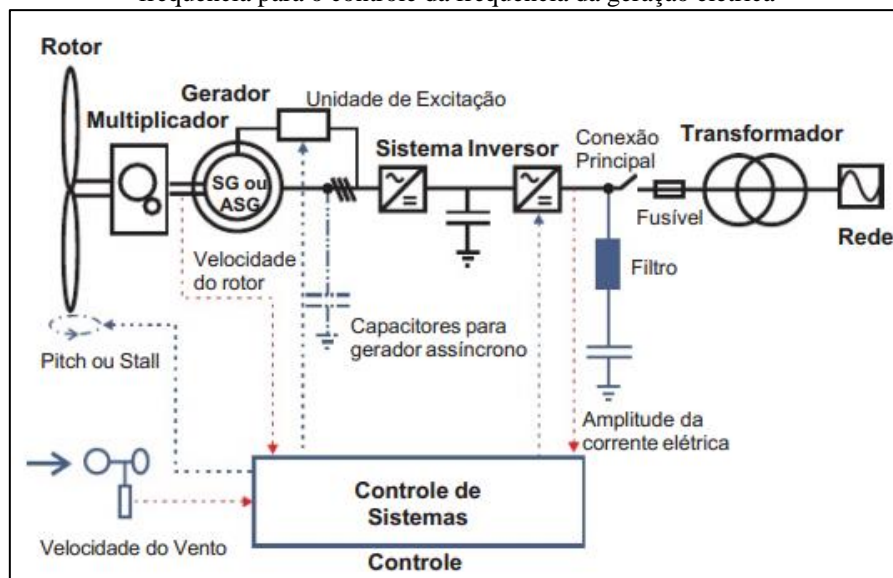 frequência para o controle da frequência da geração elétrica
Rotor
Gerador
Multiplicador
Unidade de Excitação
Sistema Inversor
Conexão
Principal
Transformador
SG ou
ASG
Fusível
Rede
Velocidade
do rotor
Filtro
Capacitores para
gerador assíncrono
Pitch ou Stall
Amplitude da
corrente elétrica
Controle de
Sistemas
Velocidade do Vento
Controle